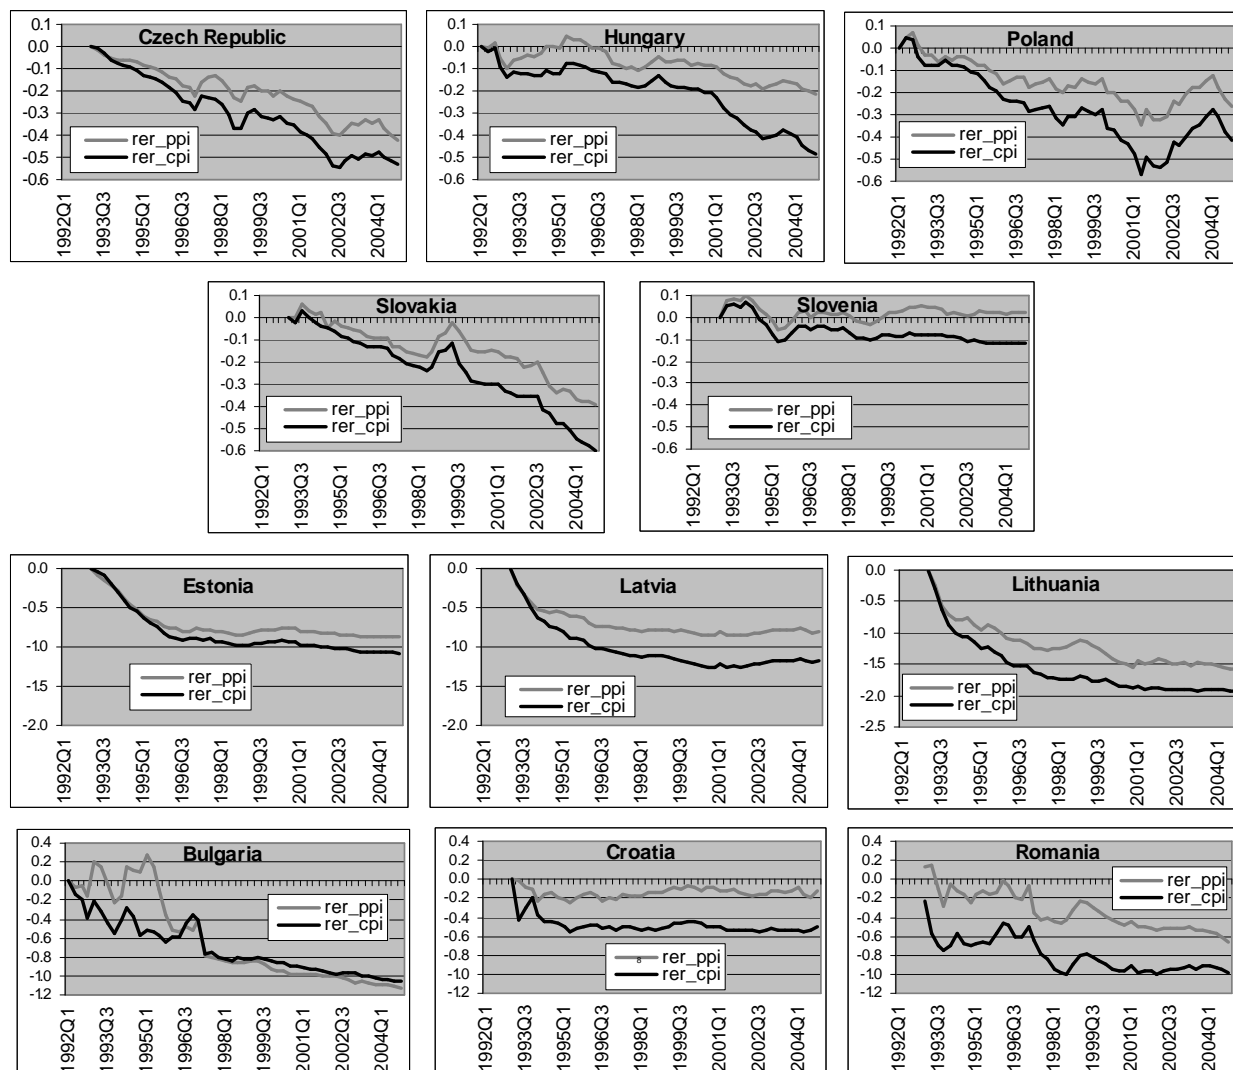 Czech Republic
0.1
0.0
-0.1
-0.2
-0.3
-0.4
-0.5
-0.6
rer_ppi
rer_cpi
1992Q1
1993Q3
1995Q1
1996Q3
1998Q1
1999Q3
2001Q1
2002Q3
2004Q1
Hungary
0.1
0.0
-0.1
-0.2
-0.3
-0.4
-0.5
-0.6
rer_ppi
rer_cpi
1992Q1
1993Q3
1995Q1
1996Q3
1998Q1
1999Q3
2001Q1
2002Q3
2004Q1
Poland
0.1
0.0
-0.1
-0.2
-0.3
-0.4
-0.5
-0.6
rer_ppi
rer_cpi
1992Q1
1993Q3
1995Q1
1996Q3
1998Q1
1999Q3
2001Q1
2002Q3
2004Q1
Slovakia
0.1
0.0
-0.1
-0.2
-0.3
-0.4
-0.5
-0.6
rer_ppi
rer_cpi
1992Q1
1993Q3
1995Q1
1996Q3
1998Q1
1999Q3
2001Q1
2002Q3
2004Q1
Slovenia
0.1
0.0
-0.1
-0.2
-0.3
-0.4
-0.5
-0.6
rer_ppi
rer_cpi
1992Q1
1993Q3
1995Q1
1996Q3
1998Q1
1999Q3
2001Q1
2002Q3
2004Q1
Estonia
0.0
-0.5
-1.0
-1.5
-2.0
rer_ppi
rer_cpi
1992Q1
1993Q3
1995Q1
1996Q3
1998Q1
1999Q3
2001Q1
2002Q3
2004Q1
Latvia
0.0
-0.5
-1.0
-1.5
-2.0
rer_ppi
rer_cpi
1992Q1
1993Q3
1995Q1
1996Q3
1998Q1
1999Q3
2001Q1
2002Q3
2004Q1
Lithuania
0.0
-0.5
-1.0
-1.5
-2.0
-2.5
rer_ppi
rer_cpi
1992Q1
1993Q3
1995Q1
1996Q3
1998Q1
1999Q3
2001Q1
2002Q3
2004Q1
Bulgaria
0.4
0.2
0.0
-0.2
-0.4
-0.6
-0.8
-1.0
-1.2
rer_ppi
rer_cpi
1992Q1
1993Q3
1995Q1
1996Q3
1998Q1
1999Q3
2001Q1
2002Q3
2004Q1
Croatia
0.4
0.2
0.0
-0.2
-0.4
-0.6
-0.8
-1.0
-1.2
8
rer_ppi
rer_cpi
1992Q1
1993Q3
1995Q1
1996Q3
1998Q1
1999Q3
2001Q1
2002Q3
2004Q1
Romania
0.4
0.2
0.0
-0.2
-0.4
-0.6
-0.8
-1.0
-1.2
rer_ppi
rer_cpi
1992Q1
1993Q3
1995Q1
1996Q3
1998Q1
1999Q3
2001Q1
2002Q3
2004Q1